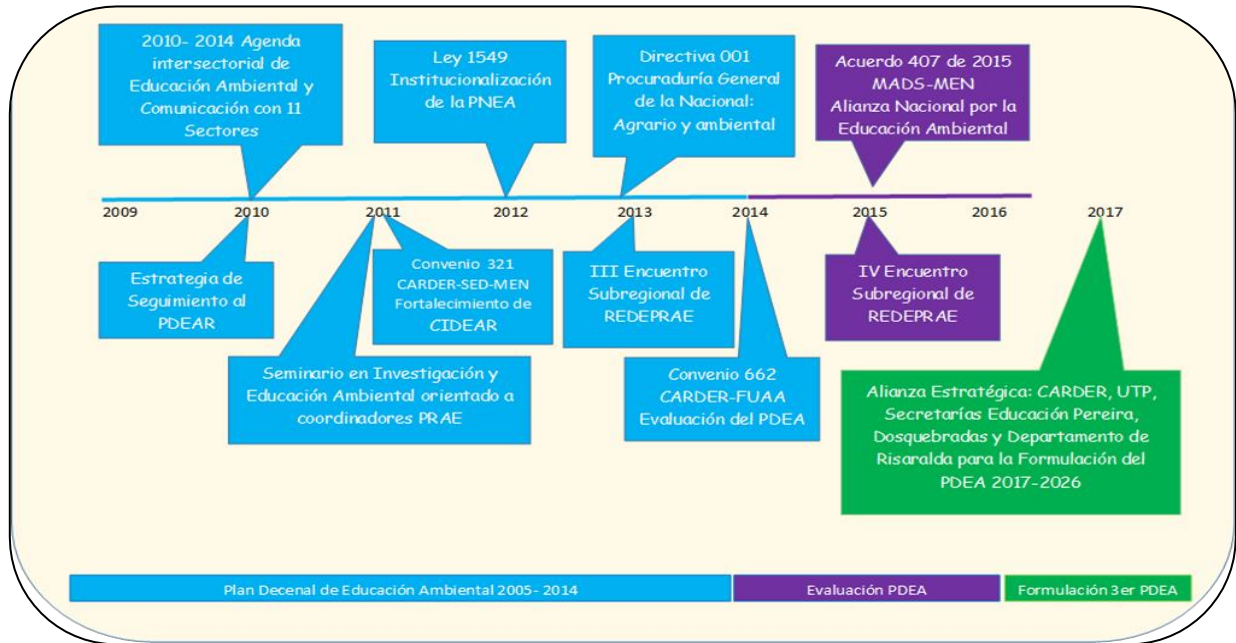 2010- 2014 Agenda
intersectorial de
Educación Ambiental y
Comunicación con 11
Sectores
Ley 1549
Institucionalización
de la PNEA
Directiva 001
Procuraduría General
de la Nacional:
Agrario y ambiental
Acuerdo 407 de 2015
MADS-MEN
Alianza Nacional por la
Educación Ambiental
2009
2010
2011
2012
2013
2014
2015
2016
2017
Estrategia de
Seguimiento al
PDEAR
Convenio 321
CARDER-SED-MEN
Fortalecimiento de
CIDEAR
III Encuentro
Subregional de
REDEPRAE
IV Encuentro
Subregional de
REDEPRAE
Seminario en Investigación y
Educación Ambiental orientado a
coordinadores PRAE
Convenio 662
CARDER-FUAA
Evaluación del PDEA
Alianza Estratégica: CARDER, UTP,
Secretarías Educación Pereira,
Dosquebradas y Departamento de
Risaralda para la Formulación del
PDEA 2017-2026
Plan Decenal de Educación Ambiental 2005- 2014
Evaluación PDEA
Formulación 3er PDEA